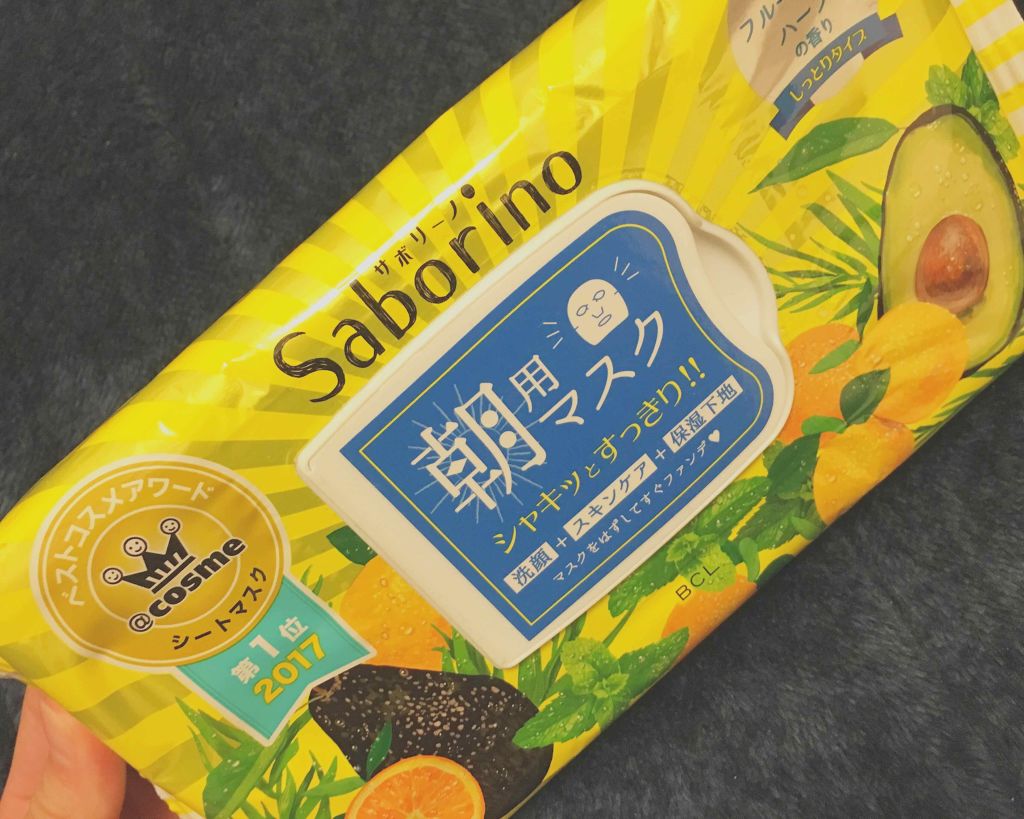 フルー
ハーブ
の香り
しっとりタイプ
サボリーノ
Saborino
朝用
マスク
シャキッとすっきり!!
洗顔+スキンケア+保湿下地
マスクをはずしてすぐファンデ♥
BCL
ベストコスメアワード
@cosme
シートマスク
第1位
2017